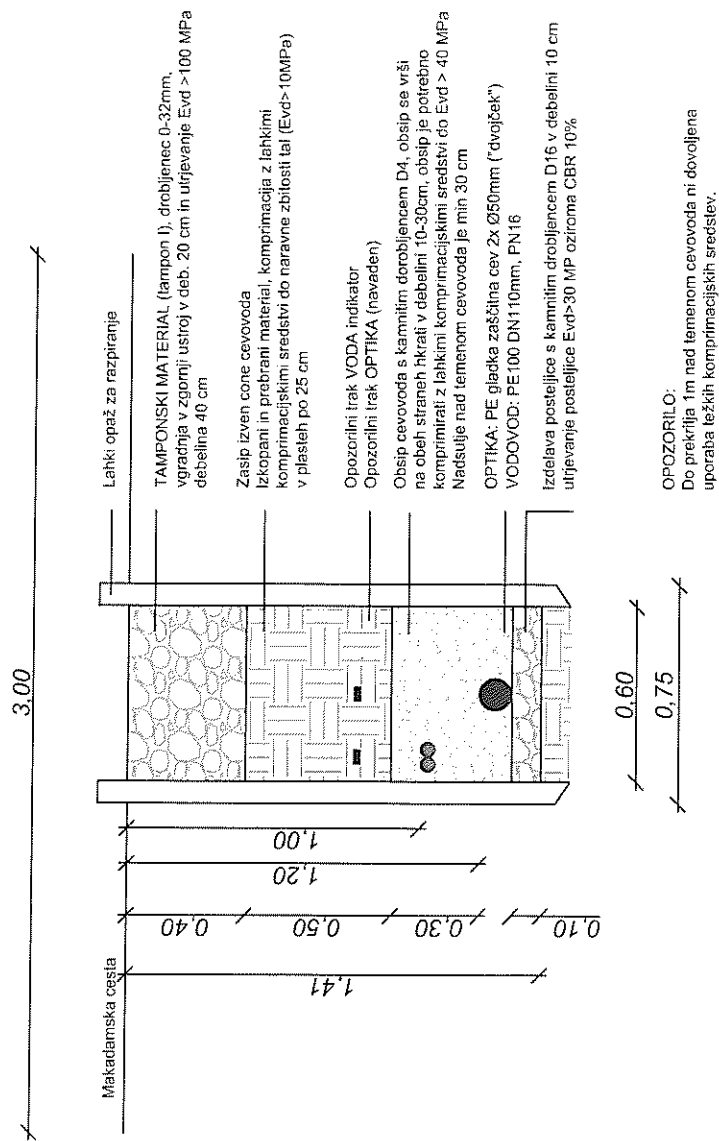 3,00
Makadamska cesta
Lahki opaž za razpiranje
TAMPONSKI MATERIAL (tampon I), drobljenec 0-32mm,
vgradnja v zgornji ustroj v deb. 20 cm in utrjevanje Evd >100 MPa
debelina 40 cm
Zasip izven cone cevovoda
Izkopani in prebrani material, komprimacija z lahkimi
komprimacijskimi sredstvi do naravne zbitosti tal (Evd>10MPa)
v plasteh po 25 cm
Opozorilni trak VODA indikator
Opozorilni trak OPTIKA (navaden)
Obsip cevovoda s kamnitim dorobljencem D4, obsip se vrši
na obeh straneh hkrati v debelini 10-30cm, obsip je potrebno
komprimirati z lahkimi komprimacijskimi sredstvi do Evd > 40 MPa
Nadsutje nad temenom cevovoda je min 30 cm
OPTIKA: PE gladka zaščitna cev 2x Ø50mm ("dvojček")
VODOVOD: PE100 DN110mm, PN16
Izdelava posteljice s kamnitim drobljencem D16 v debelini 10 cm
utrjevanje posteljice Evd>30 MP oziroma CBR 10%
OPOZORILO:
Do prekritja 1m nad temenom cevovoda ni dovoljena
uporaba težkih komprimacijskih sredstev.
1,00
1,20
0,40
0,50
0,30
0,10
1,41
0,60
0,75